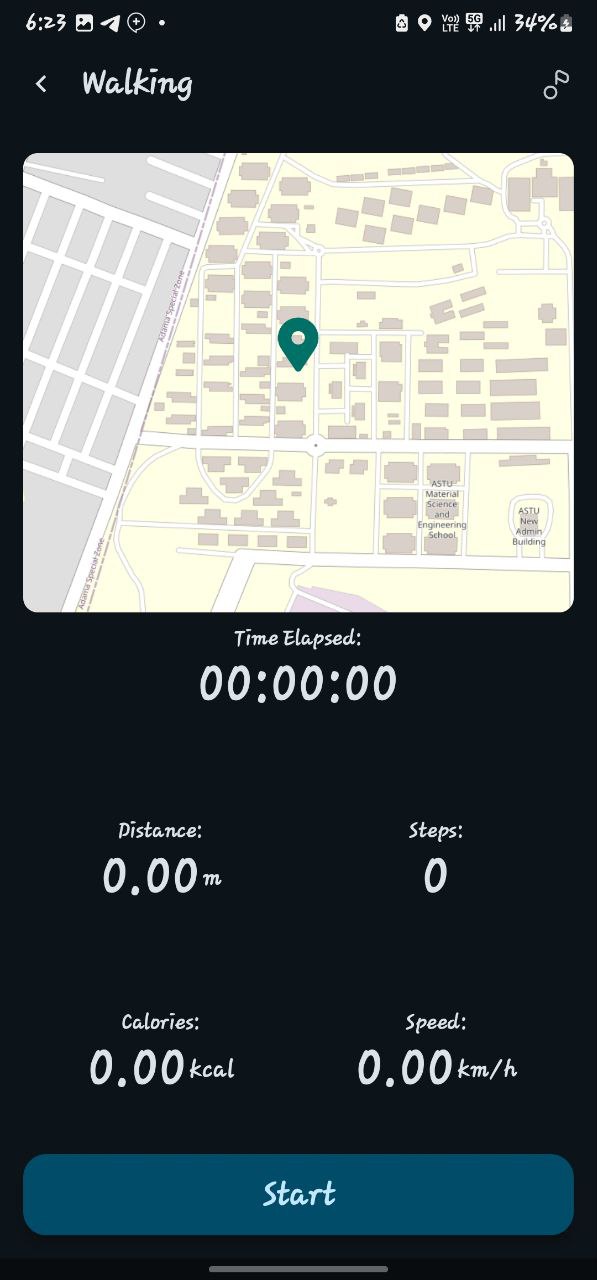 6:23
Vo))
LTE
5G
34%
Walking
Adama Special Zone
ASTU
Material
Science
and
Engineering
School
ASTU
New
Admin
Building
Adama Special Zone
Time Elapsed:
00:00:00
Distance:
Steps:
0.00 m
0
Calories:
Speed:
0.00 kcal
0.00 km/h
Start